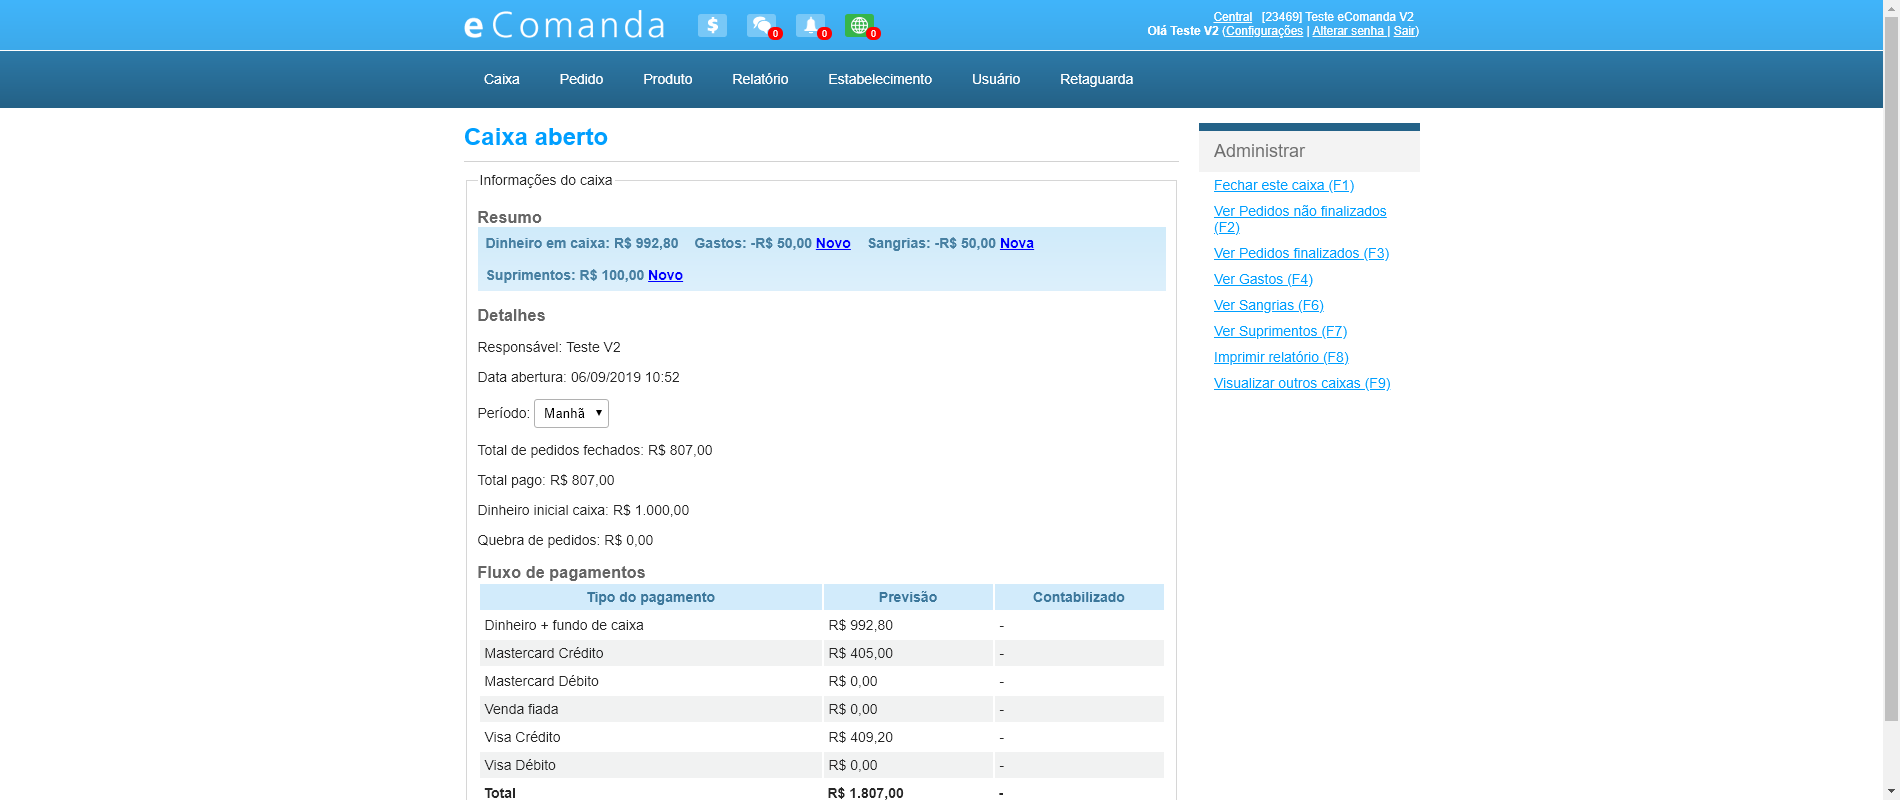 eComanda
$ 0 0 0
Central [23469] Teste eComanda V2
Olá Teste V2 (Configurações | Alterar senha | Sair)
Caixa Pedido Produto Relatório Estabelecimento Usuário Retaguarda
Caixa aberto
Informações do caixa
Resumo
Dinheiro em caixa: R$ 992,80 Gastos: -R$ 50,00 Novo Sangrias: -R$ 50,00 Nova
Suprimentos: R$ 100,00 Novo
Detalhes
Responsável: Teste V2
Data abertura: 06/09/2019 10:52
Período: Manhã
Total de pedidos fechados: R$ 807,00
Total pago: R$ 807,00
Dinheiro inicial caixa: R$ 1.000,00
Quebra de pedidos: R$ 0,00
Fluxo de pagamentos
Tipo do pagamento Previsão Contabilizado
Dinheiro + fundo de caixa R$ 992,80 -
Mastercard Crédito R$ 405,00 -
Mastercard Débito R$ 0,00 -
Venda fiada R$ 0,00 -
Visa Crédito R$ 409,20 -
Visa Débito R$ 0,00 -
Total R$ 1.807,00 -
Administrar
Fechar este caixa (F1)
Ver Pedidos não finalizados
(F2)
Ver Pedidos finalizados (F3)
Ver Gastos (F4)
Ver Sangrias (F6)
Ver Suprimentos (F7)
Imprimir relatório (F8)
Visualizar outros caixas (F9)